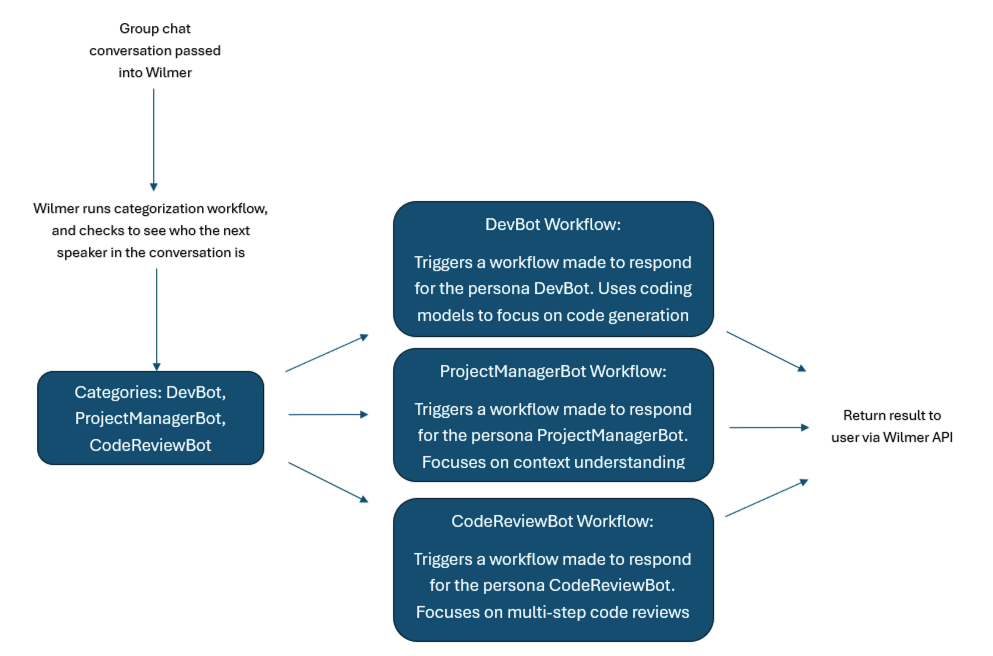 Group chat
conversation passed
into Wilmer
Wilmer runs categorization workflow,
and checks to see who the next
speaker in the conversation is
Categories: DevBot,
ProjectManagerBot,
CodeReviewBot
DevBot Workflow:
Triggers a workflow made to respond
for the persona DevBot. Uses coding
models to focus on code generation
ProjectManagerBot Workflow:
Triggers a workflow made to respond
for the persona ProjectManagerBot.
Focuses on context understanding
CodeReviewBot Workflow:
Triggers a workflow made to respond
for the persona CodeReviewBot.
Focuses on multi-step code reviews
Return result to
user via Wilmer API